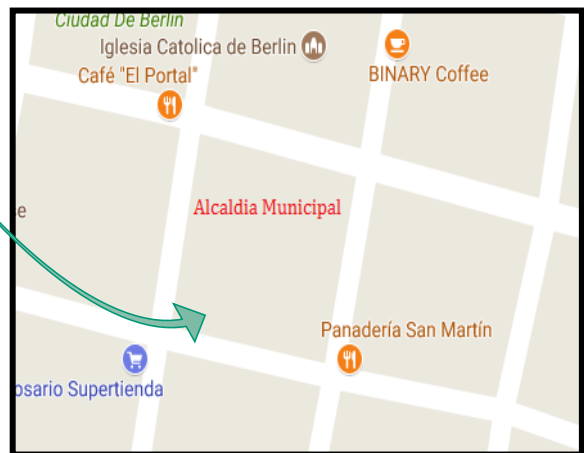 Ciudad De Berlin
Iglesia Catolica de Berlin
BINARY Coffee
Café "El Portal"
e
Alcaldia Municipal
Panadería San Martín
osario Supertienda